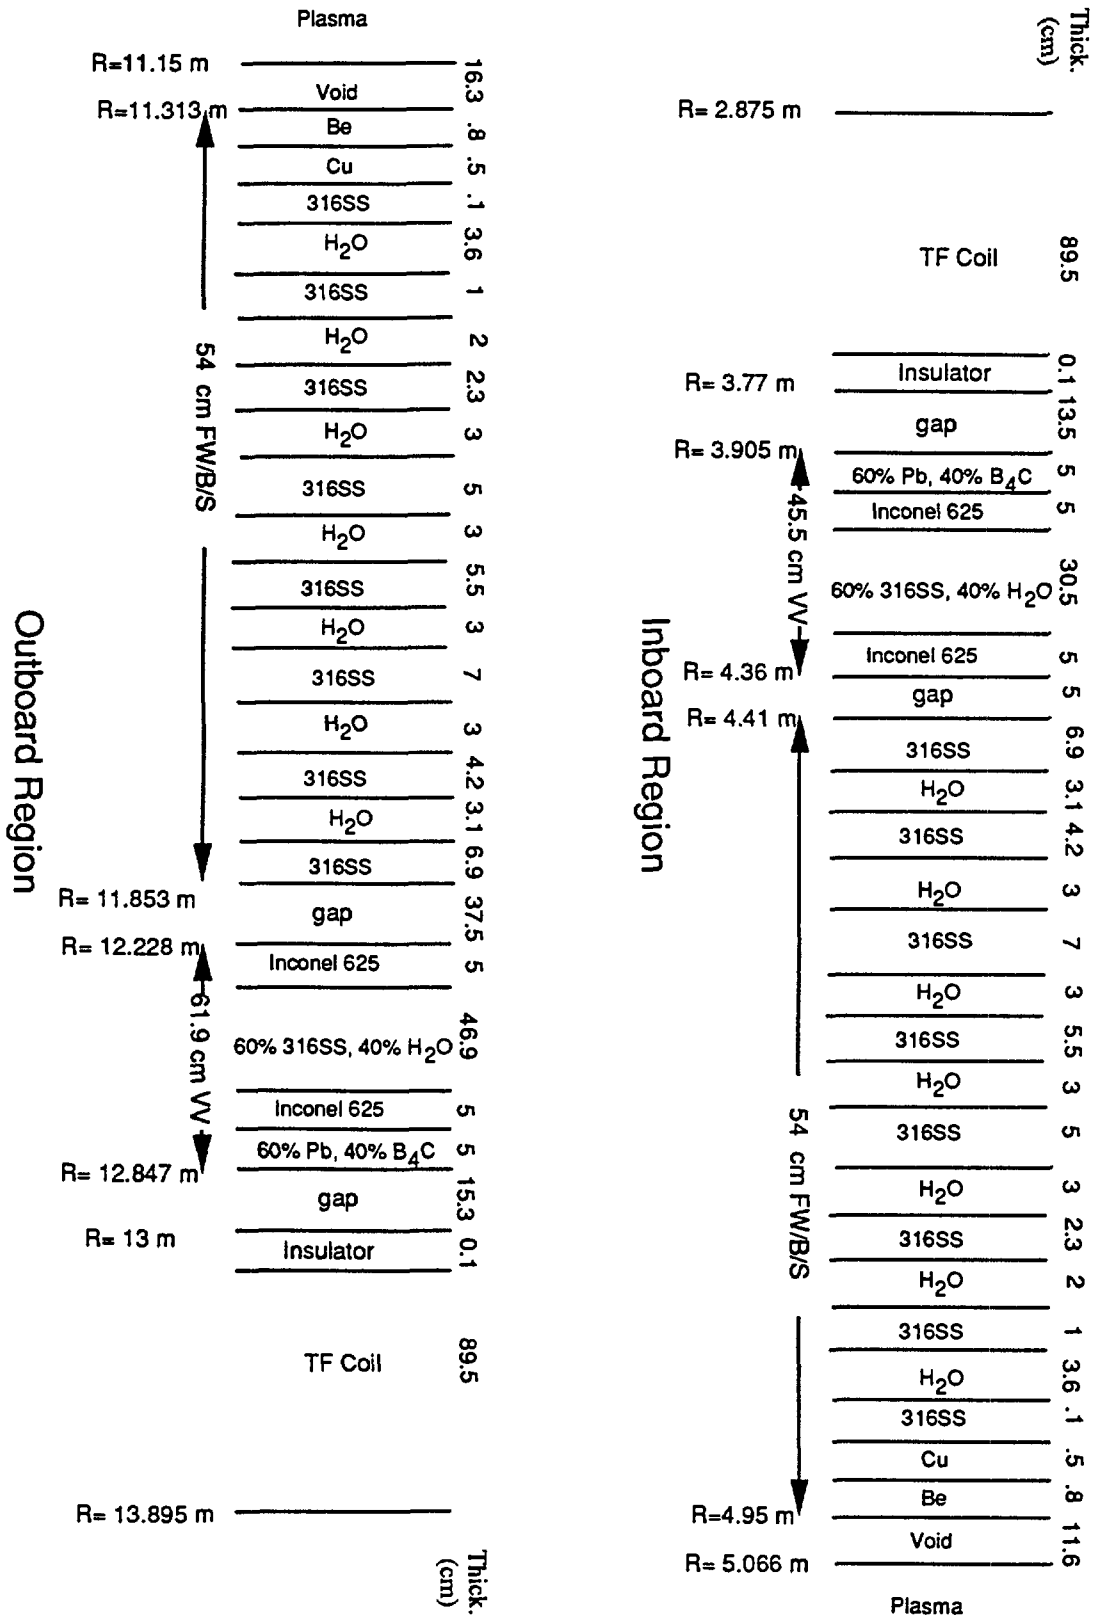 Plasma
R=11.15 m
16.3
Void
R=11.313 m
Be
.8
Cu
.5
316SS
.1
H2O
3.6
316SS
1
H2O
2
316SS
2.3
H2O
3
316SS
5
H2O
3
316SS
5.5
H2O
3
316SS
7
H2O
3
316SS
4.2
H2O
3.1
316SS
6.9
54 cm FW/B/S
R= 11.853 m
gap
37.5
R= 12.228 m
Inconel 625
5
60% 316SS, 40% H2O
46.9
61.9 cm VV
Inconel 625
5
60% Pb, 40% B4C
5
R= 12.847 m
gap
15.3
R= 13 m
Insulator
0.1
TF Coil
89.5
R= 13.895 m
Thick.
(cm)
Outboard Region
Thick.
(cm)
R= 2.875 m
TF Coil
89.5
Insulator
0.1
R= 3.77 m
gap
13.5
R= 3.905 m
60% Pb, 40% B4C
5
Inconel 625
5
45.5 cm VV
60% 316SS, 40% H2O
30.5
Inconel 625
5
R= 4.36 m
gap
5
R= 4.41 m
316SS
6.9
H2O
3.1
316SS
4.2
H2O
3
316SS
7
H2O
3
316SS
5.5
H2O
3
316SS
5
H2O
3
316SS
2.3
H2O
2
316SS
1
H2O
3.6
316SS
.1
Cu
.5
Be
.8
54 cm FW/B/S
R=4.95 m
Void
11.6
R= 5.066 m
Plasma
Inboard Region